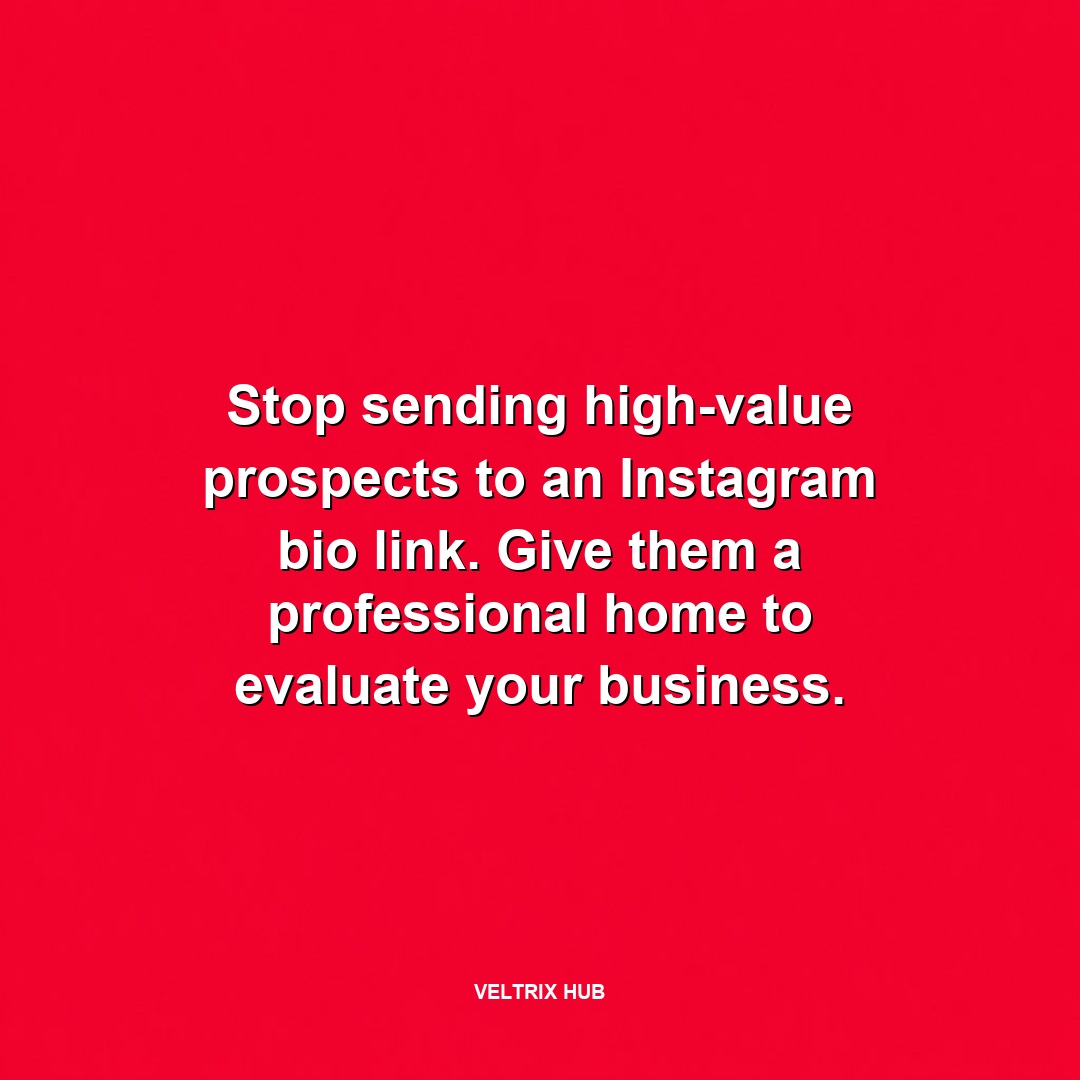 Stop sending high-value
prospects to an Instagram
bio link. Give them a
professional home to
evaluate your business.
VELTRIX HUB